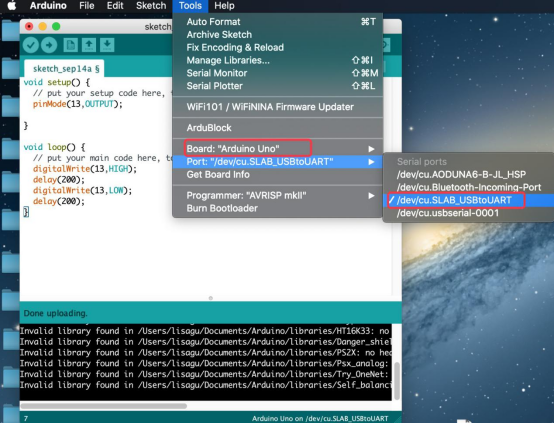 Arduino File Edit Sketch Tools Help
sketch
sketch_sep14a §
void setup() {
// put your setup code here,
pinMode(13,OUTPUT);
}
void loop() {
// put your main code here, to
digitalWrite(13,HIGH);
delay(200);
digitalWrite(13,LOW);
delay(200);
}
Auto Format ⌘T
Archive Sketch
Fix Encoding & Reload
Manage Libraries... ⇧⌘I
Serial Monitor ⇧⌘M
Serial Plotter ⇧⌘L
WiFi101 / WiFiNINA Firmware Updater
ArduBlock
Board: "Arduino Uno" ▶
Port: "/dev/cu.SLAB_USBtoUART" ▶
Get Board Info
Programmer: "AVRISP mkII" ▶
Burn Bootloader
Serial ports
/dev/cu.AODUNA6-B-JL_HSP
/dev/cu.Bluetooth-Incoming-Port
✓ /dev/cu.SLAB_USBtoUART
/dev/cu.usbserial-0001
Done uploading.
Invalid library found in /Users/lisagu/Documents/Arduino/libraries/HT16K33: no
Invalid library found in /Users/lisagu/Documents/Arduino/libraries/Danger_shiel
Invalid library found in /Users/lisagu/Documents/Arduino/libraries/PS2X: no hea
Invalid library found in /Users/lisagu/Documents/Arduino/libraries/Psx_analog:
Invalid library found in /Users/lisagu/Documents/Arduino/libraries/Try_OneNet:
Invalid library found in /Users/lisagu/Documents/Arduino/libraries/Self_balanci
7 Arduino Uno on /dev/cu.SLAB_USBtoUART